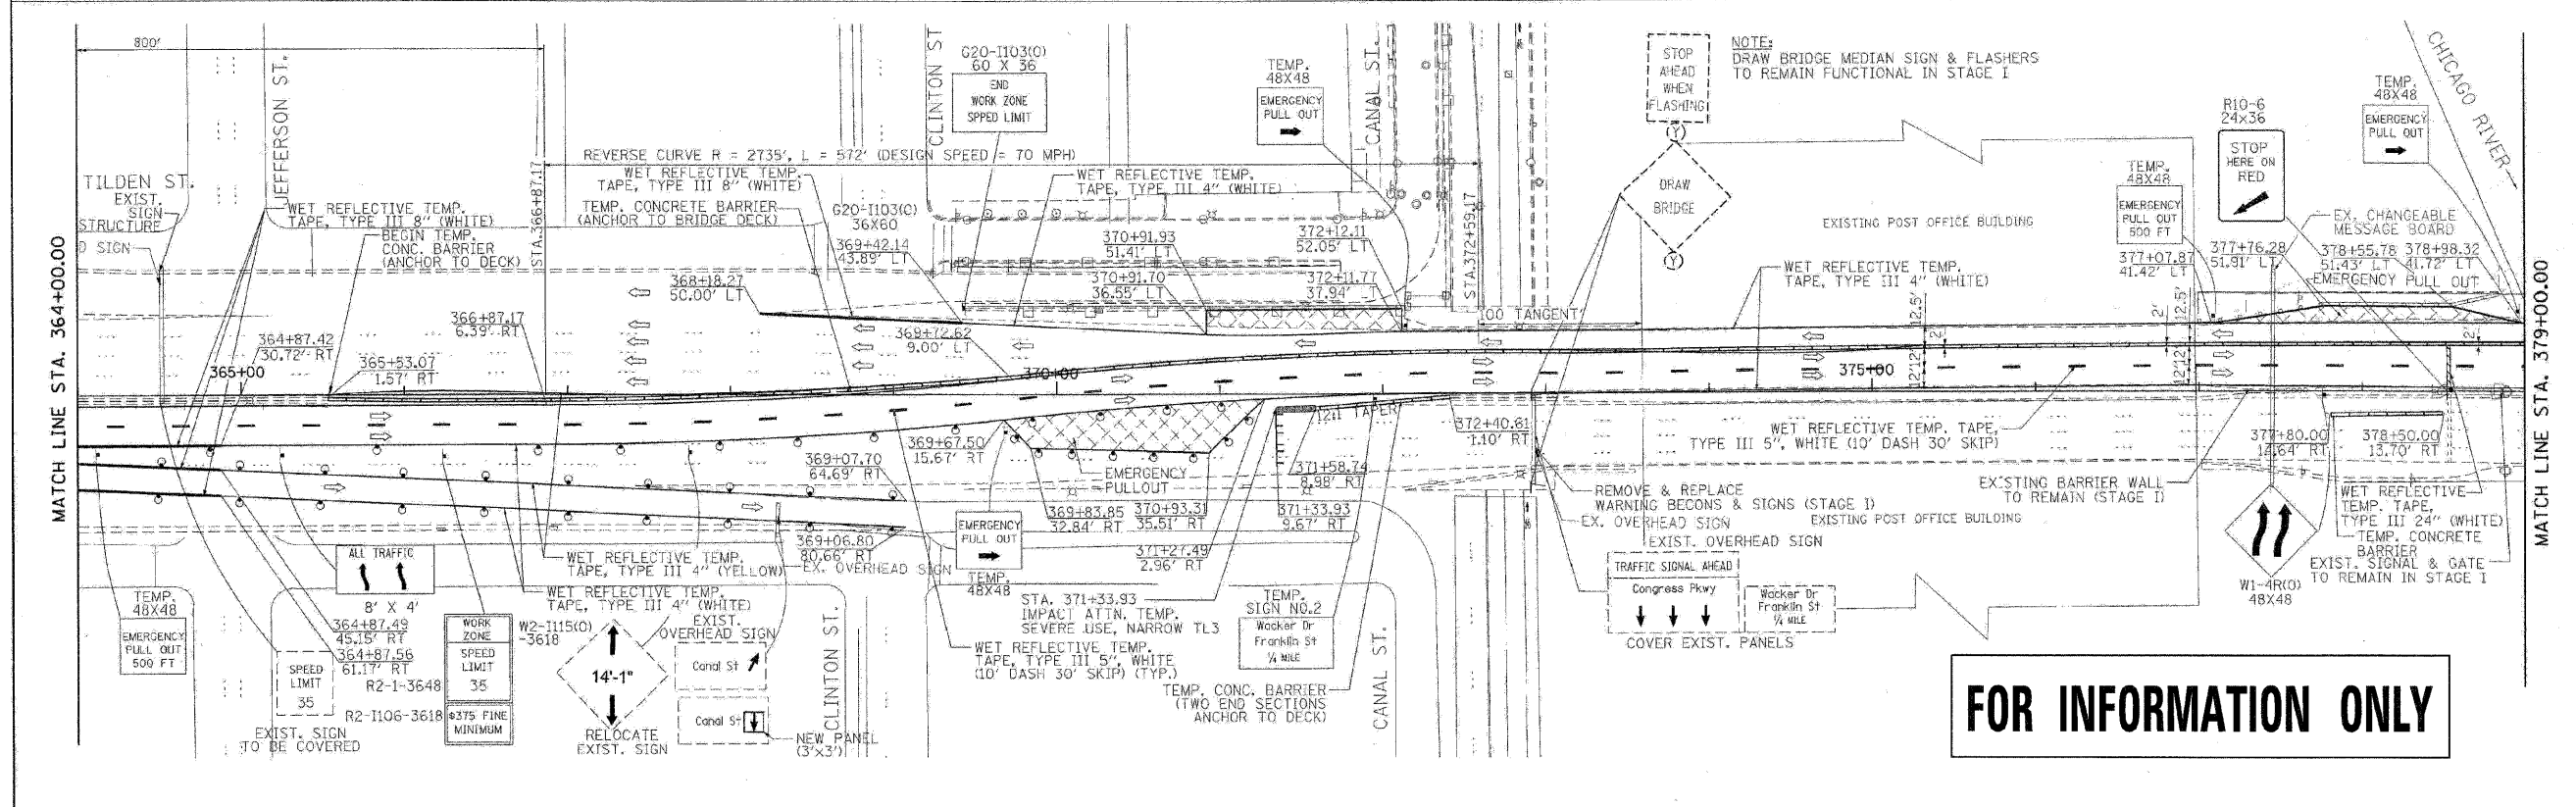 800'
JEFFERSON ST.
CLINTON ST
G20-I103(O)
60 X 36
END
WORK ZONE
SPPED LIMIT
TEMP.
48X48
EMERGENCY
PULL OUT
CANAL ST.
STOP
AHEAD
WHEN
FLASHING
Y
DRAW
BRIDGE
Y
NOTE:
DRAW BRIDGE MEDIAN SIGN & FLASHERS
TO REMAIN FUNCTIONAL IN STAGE I
CHICAGO RIVER
TEMP.
48X48
EMERGENCY
PULL OUT
R10-6
24x36
STOP
HERE ON
RED
TEMP.
48X48
EMERGENCY
PULL OUT
500 FT
REVERSE CURVE R = 2735', L = 572' (DESIGN SPEED = 70 MPH)
WET REFLECTIVE TEMP.
TAPE, TYPE III 8" (WHITE)
WET REFLECTIVE TEMP.
TAPE, TYPE III 4" (WHITE)
TEMP. CONCRETE BARRIER
(ANCHOR TO BRIDGE DECK)
G20-I103(O)
36X60
TILDEN ST.
EXIST.
SIGN
STRUCTURE
D SIGN
WET REFLECTIVE TEMP.
TAPE, TYPE III 8" (WHITE)
BEGIN TEMP.
CONC. BARRIER
(ANCHOR TO DECK)
STA.366+87.17
369+42.14
43.89' LT
370+91.93
51.41' LT
372+12.11
52.05' LT
370+91.70
36.55' LT
372+11.77
37.94' LT
STA.372+59.17
EXISTING POST OFFICE BUILDING
EX. CHANGEABLE
MESSAGE BOARD
377+07.87
41.42' LT
377+76.28
51.91' LT
378+55.78
51.43' LT
378+98.32
41.72' LT
EMERGENCY PULL OUT
WET REFLECTIVE TEMP.
TAPE, TYPE III 4" (WHITE)
368+18.27
50.00' LT
100 TANGENT
MATCH LINE STA. 364+00.00
MATCH LINE STA. 379+00.00
364+87.42
30.72' RT
366+87.17
6.39' RT
365+53.07
1.57' RT
369+72.62
9.00' LT
365+00
370+00
375+00
12.5'
2'
12'
12'
2'
12.5'
12'
12'
2'
12:1 TAPER
372+40.61
1.10' RT
369+67.50
15.67' RT
369+07.70
64.69' RT
EMERGENCY
PULLOUT
371+58.74
8.98' RT
WET REFLECTIVE TEMP. TAPE,
TYPE III 5", WHITE (10' DASH 30' SKIP)
377+80.00
378+50.00
13.70' RT
369+83.85
32.84' RT
370+93.31
35.51' RT
371+33.93
9.67' RT
369+06.80
80.66' RT
371+27.49
2.96' RT
REMOVE & REPLACE
WARNING BECONS & SIGNS (STAGE I)
EX. OVERHEAD SIGN
EXISTING POST OFFICE BUILDING
EXIST. OVERHEAD SIGN
EXISTING BARRIER WALL
TO REMAIN (STAGE I)
WET REFLECTIVE
TEMP. TAPE,
TYPE III 24" (WHITE)
TEMP. CONCRETE
BARRIER
EXIST. SIGNAL & GATE
TO REMAIN IN STAGE I
W1-4R(O)
48X48
EMERGENCY
PULL OUT
TEMP.
48X48
WET REFLECTIVE TEMP.
TAPE, TYPE III 4" (YELLOW)
EX. OVERHEAD SIGN
WET REFLECTIVE TEMP.
TAPE, TYPE III 4" (WHITE)
EXIST.
OVERHEAD SIGN
ALL TRAFFIC
8' X 4'
TEMP.
48X48
EMERGENCY
PULL OUT
500 FT
364+87.49
45.15' RT
364+87.56
61.17' RT
SPEED
LIMIT
35
EXIST. SIGN
TO BE COVERED
R2-1-3648
R2-I106-3618
WORK
ZONE
SPEED
LIMIT
35
$375 FINE
MINIMUM
W2-I115(O)
-3618
14'-1"
RELOCATE
EXIST. SIGN
Canal St
Canal St
NEW PANEL
(3'x3')
CLINTON ST.
STA. 371+33.93
IMPACT ATTN. TEMP.
SEVERE USE, NARROW TL3
WET REFLECTIVE TEMP.
TAPE, TYPE III 5", WHITE
(10' DASH 30' SKIP) (TYP.)
TEMP.
SIGN NO.2
Wacker Dr
Franklin St
¼ MILE
TEMP. CONC. BARRIER
(TWO END SECTIONS
ANCHOR TO DECK)
CANAL ST.
TRAFFIC SIGNAL AHEAD
Congress Pkwy
Wacker Dr
Franklin St
¼ MILE
COVER EXIST. PANELS
FOR INFORMATION ONLY